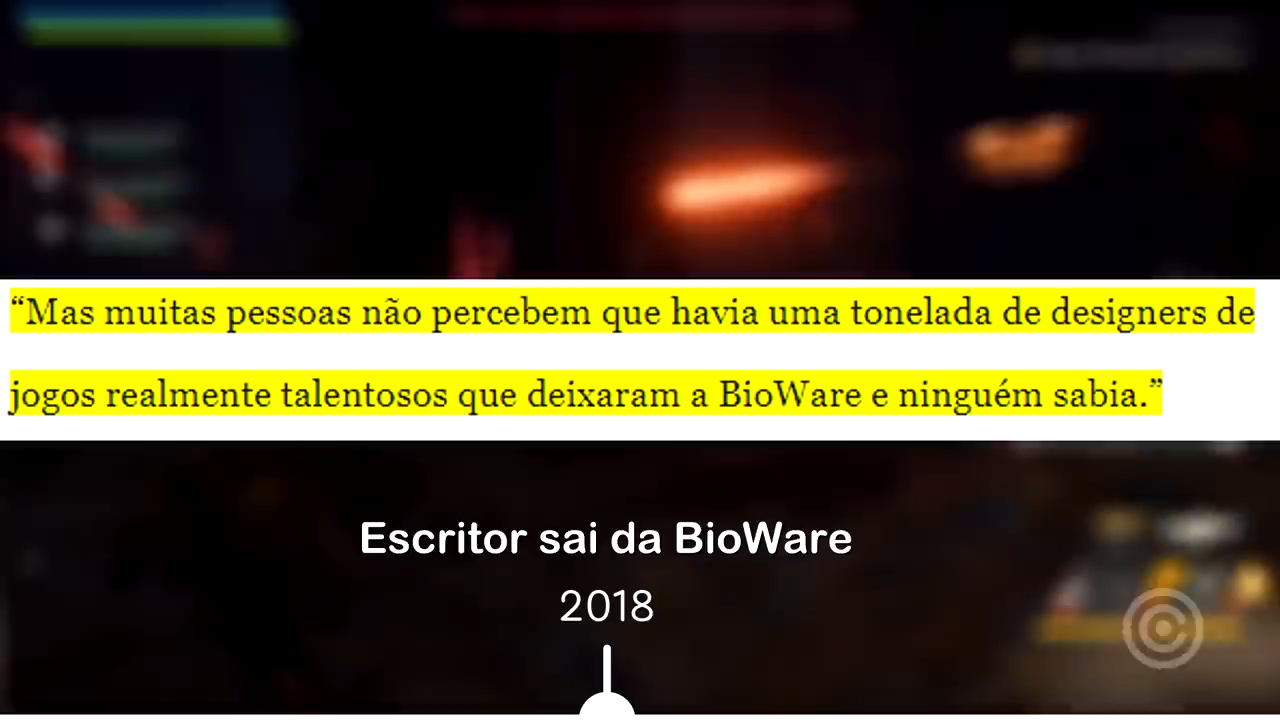 “Mas muitas pessoas não percebem que havia uma tonelada de designers de
jogos realmente talentosos que deixaram a BioWare e ninguém sabia.”
Escritor sai da BioWare
2018